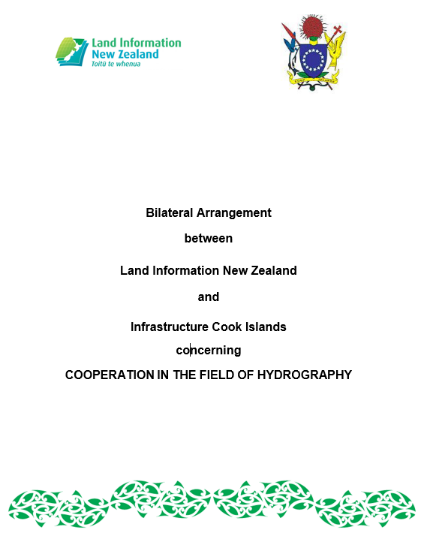 Land Information
New Zealand
Toitū te whenua
Bilateral Arrangement
between
Land Information New Zealand
and
Infrastructure Cook Islands
concerning
COOPERATION IN THE FIELD OF HYDROGRAPHY